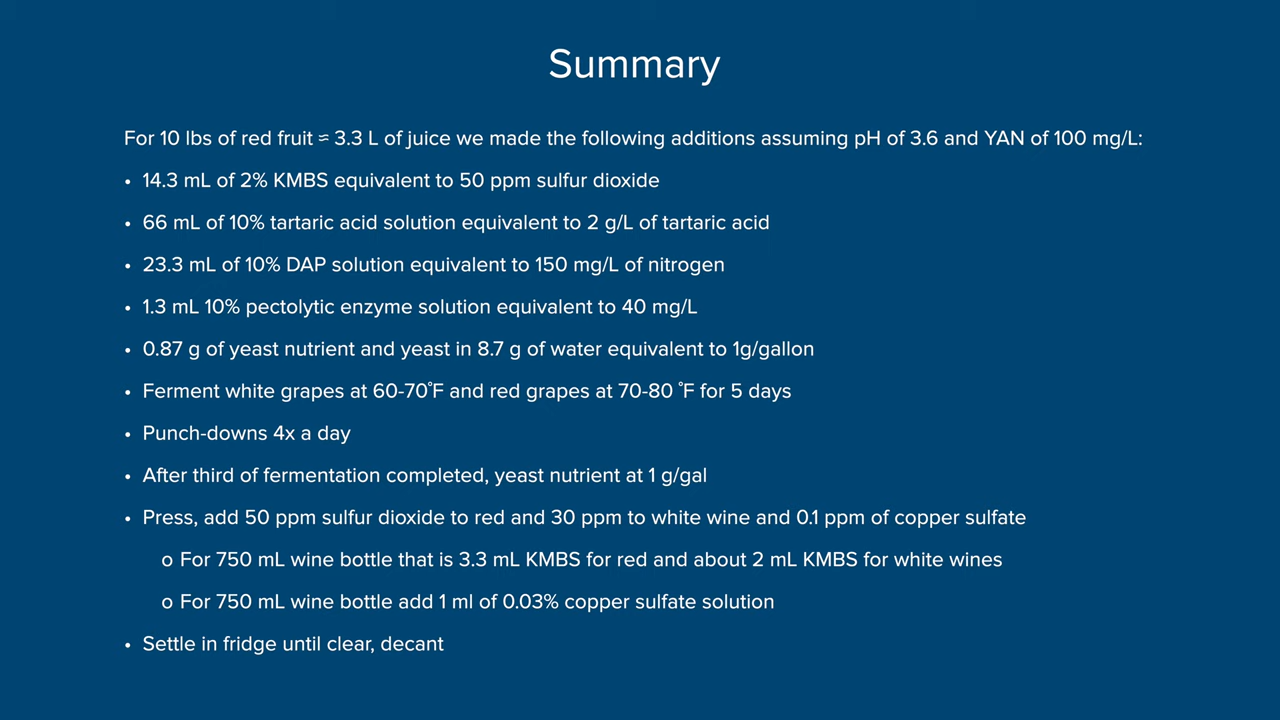 Summary
For 10 lbs of red fruit ≂ 3.3 L of juice we made the following additions assuming pH of 3.6 and YAN of 100 mg/L:
• 14.3 mL of 2% KMBS equivalent to 50 ppm sulfur dioxide
• 66 mL of 10% tartaric acid solution equivalent to 2 g/L of tartaric acid
• 23.3 mL of 10% DAP solution equivalent to 150 mg/L of nitrogen
• 1.3 mL 10% pectolytic enzyme solution equivalent to 40 mg/L
• 0.87 g of yeast nutrient and yeast in 8.7 g of water equivalent to 1g/gallon
• Ferment white grapes at 60-70˚F and red grapes at 70-80 ˚F for 5 days
• Punch-downs 4x a day
• After third of fermentation completed, yeast nutrient at 1 g/gal
• Press, add 50 ppm sulfur dioxide to red and 30 ppm to white wine and 0.1 ppm of copper sulfate
o For 750 mL wine bottle that is 3.3 mL KMBS for red and about 2 mL KMBS for white wines
o For 750 mL wine bottle add 1 ml of 0.03% copper sulfate solution
• Settle in fridge until clear, decant